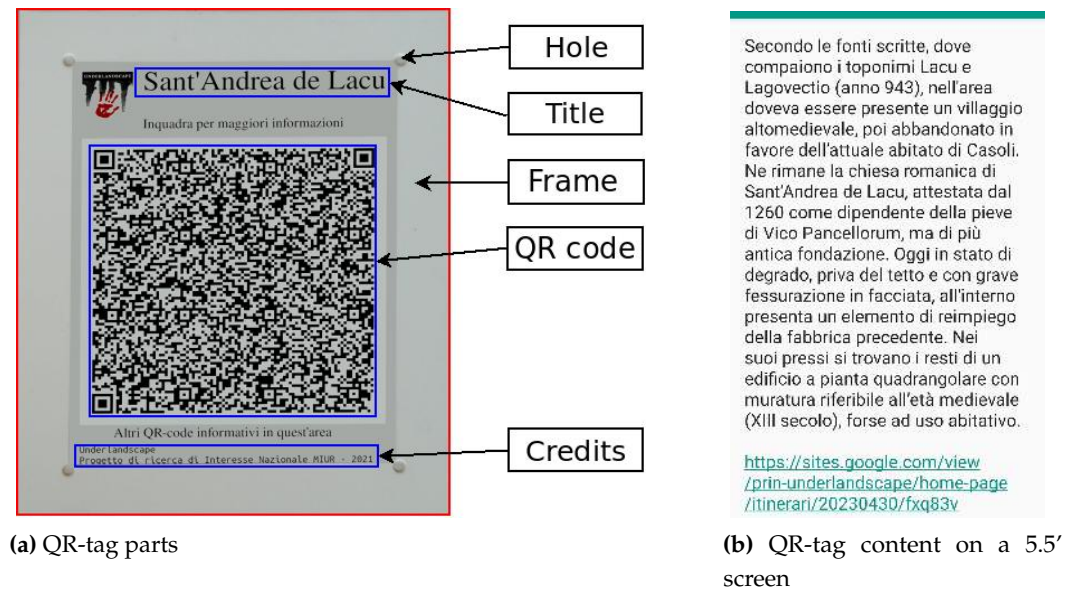 Hole
UNDERLANDSCAPE
Sant'Andrea de Lacu
Title
Inquadra per maggiori informazioni
Frame
QR code
Altri QR-code informativi in quest'area
Underlandscape
Progetto di ricerca di Interesse Nazionale MIUR - 2021
Credits
(a) QR-tag parts
Secondo le fonti scritte, dove
compaiono i toponimi Lacu e
Lagovectio (anno 943), nell'area
doveva essere presente un villaggio
altomedievale, poi abbandonato in
favore dell'attuale abitato di Casoli.
Ne rimane la chiesa romanica di
Sant'Andrea de Lacu, attestata dal
1260 come dipendente della pieve
di Vico Pancellorum, ma di più
antica fondazione. Oggi in stato di
degrado, priva del tetto e con grave
fessurazione in facciata, all'interno
presenta un elemento di reimpiego
della fabbrica precedente. Nei
suoi pressi si trovano i resti di un
edificio a pianta quadrangolare con
muratura riferibile all'età medievale
(XIII secolo), forse ad uso abitativo.
https://sites.google.com/view
/prin-underlandscape/home-page
/itinerari/20230430/fxq83v
(b) QR-tag content on a 5.5'
screen